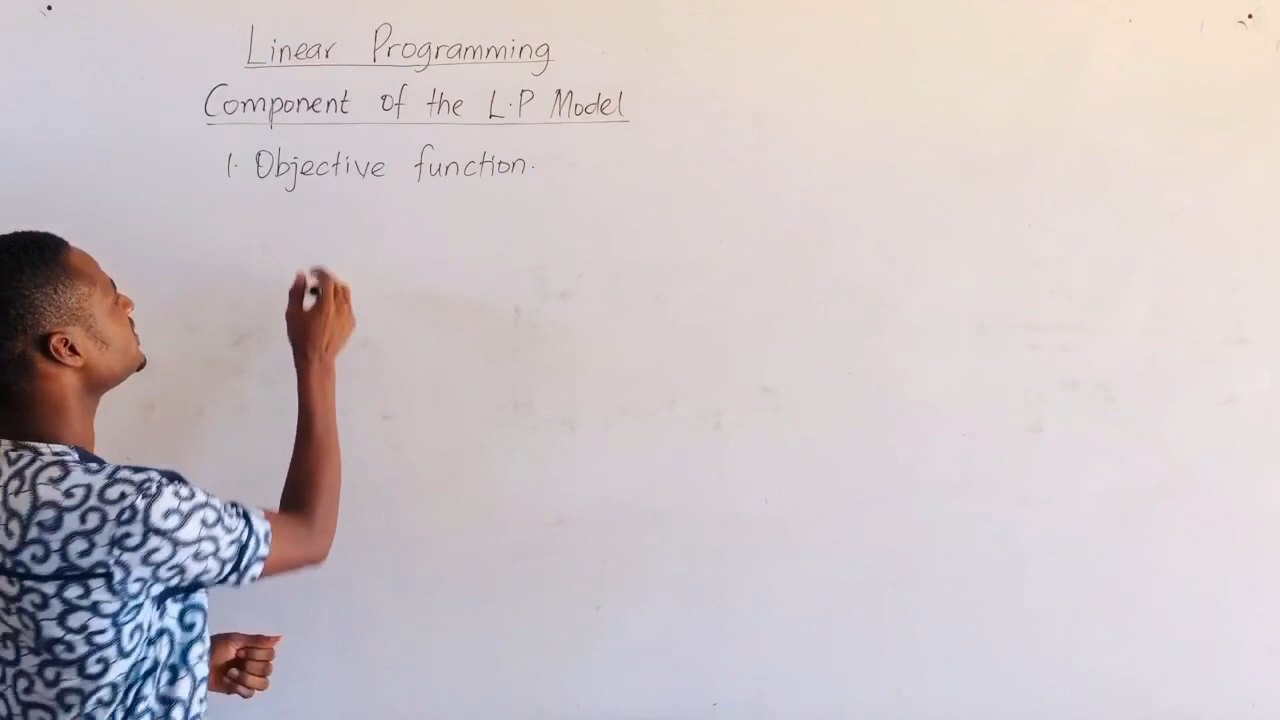 Linear Programming
Component of the L.P Model
1. Objective function.